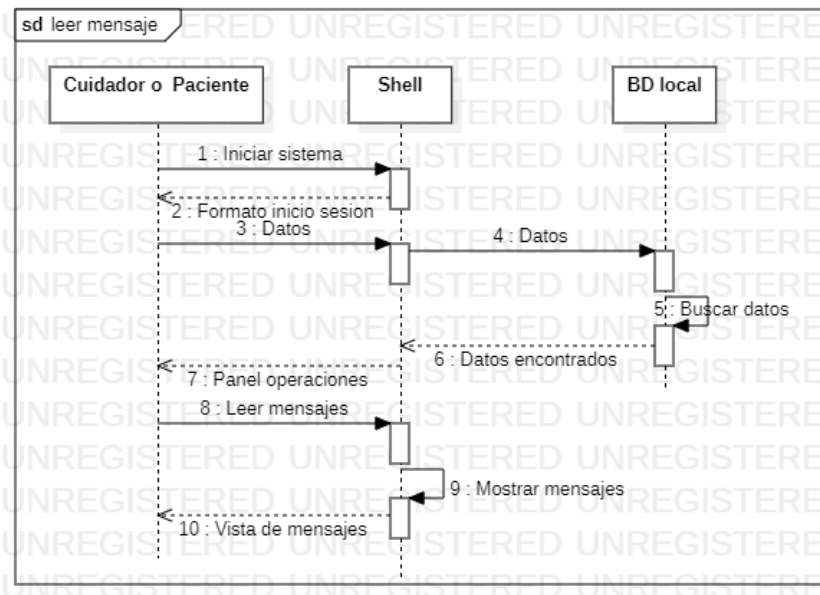 sd leer mensaje
Cuidador o Paciente
Shell
BD local
1 : Iniciar sistema
2 : Formato inicio sesion
3 : Datos
4 : Datos
5 : Buscar datos
6 : Datos encontrados
7 : Panel operaciones
8 : Leer mensajes
9 : Mostrar mensajes
10 : Vista de mensajes
UNREGISTERED UNREGISTERED